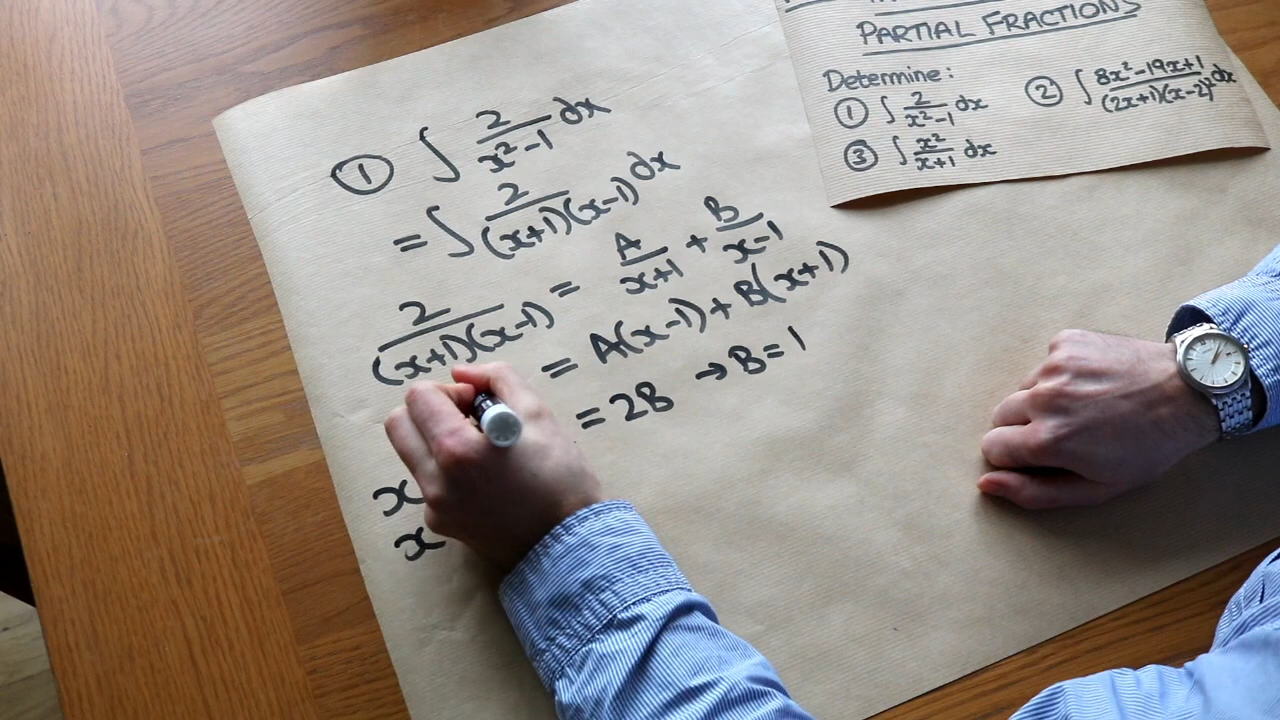 PARTIAL FRACTIONS
Determine:
① ∫ 2/(x²-1) dx
② ∫ (8x²-19x+1)/((2x+1)(x-2)²) dx
③ ∫ x²/(x+1) dx
① ∫ 2/(x²-1) dx
= ∫ 2/((x+1)(x-1)) dx
2/((x+1)(x-1)) = A/(x+1) + B/(x-1)
= A(x-1) + B(x+1)
= 2B → B = 1
x
x